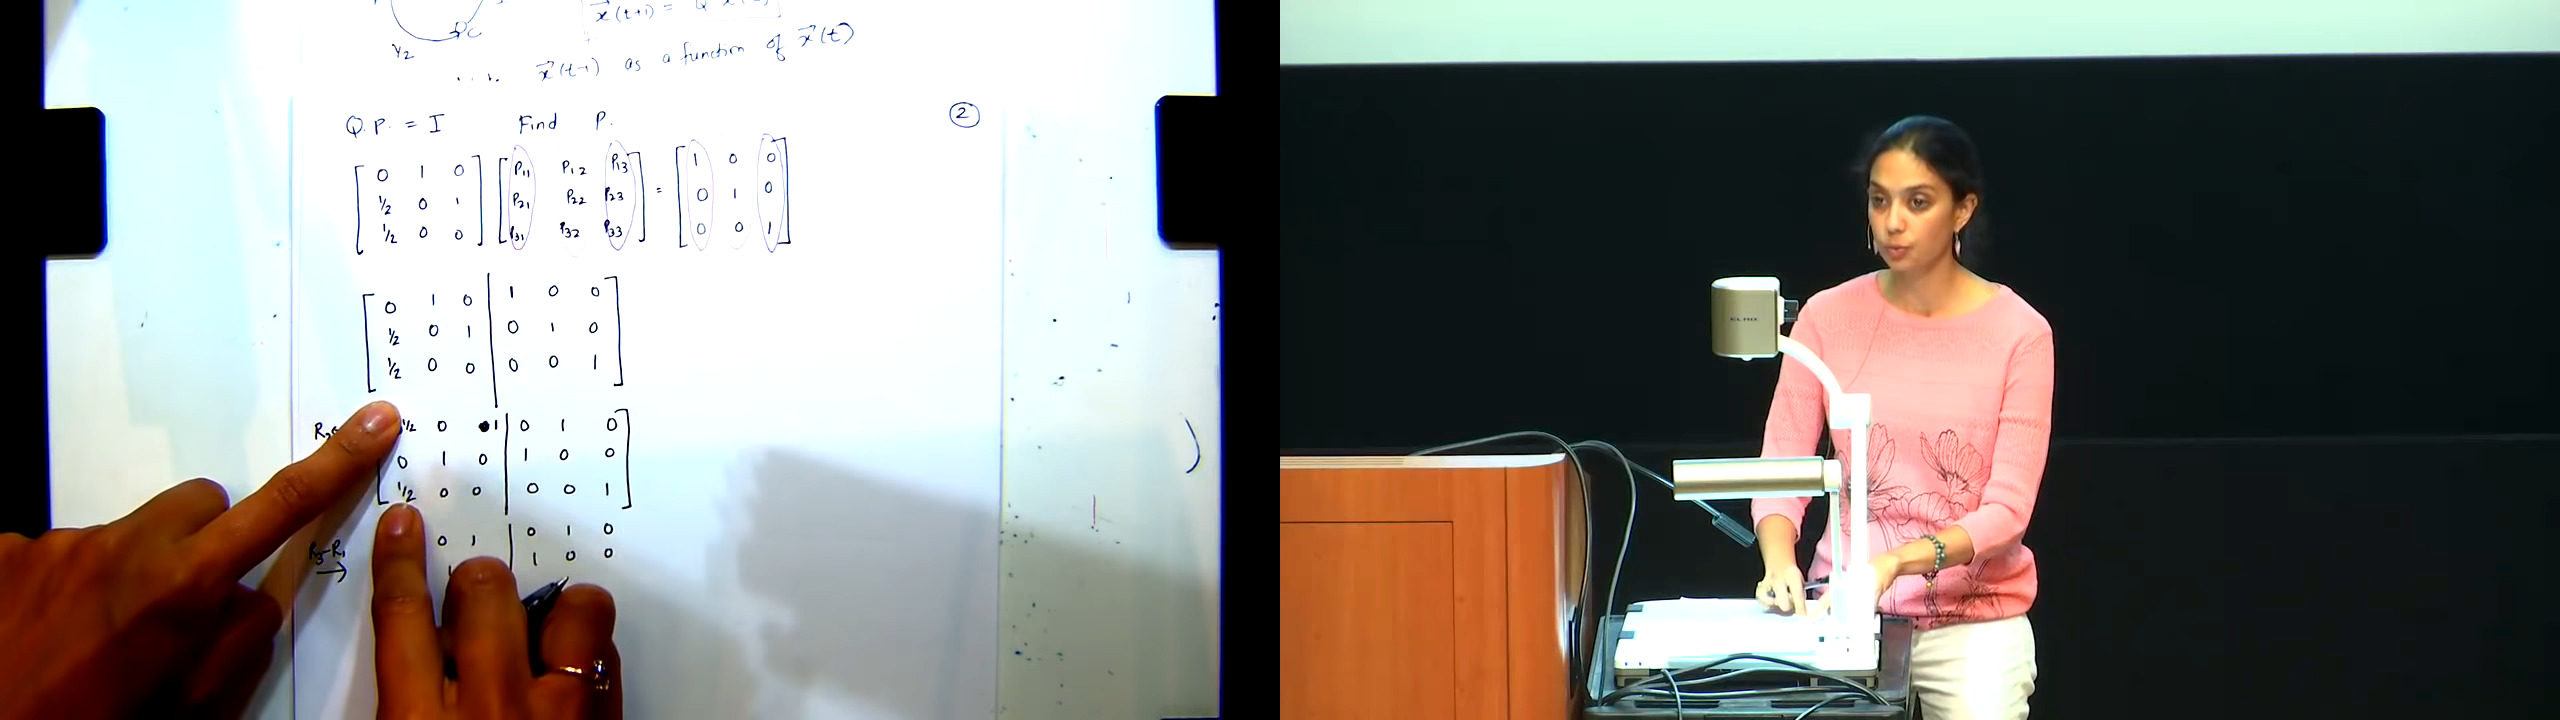 x⃗(t+1) = Q
C
1/2
x⃗(t-1) as a function of x⃗(t)
Q.P. = I Find P.
2
[ 0 1 0 ] [ P11 P12 P13 ] = [ 1 0 0 ]
[ 1/2 0 1 ] [ P21 P22 P23 ] [ 0 1 0 ]
[ 1/2 0 0 ] [ P31 P32 P33 ] [ 0 0 1 ]
[ 0 1 0 | 1 0 0 ]
[ 1/2 0 1 | 0 1 0 ]
[ 1/2 0 0 | 0 0 1 ]
1/2 0 1 | 0 1 0 ]
0 1 0 | 1 0 0
[ 1/2 0 0 | 0 0 1 ]
0 1 | 0 1 0
R3-R1 → 1 0 0
ELMO